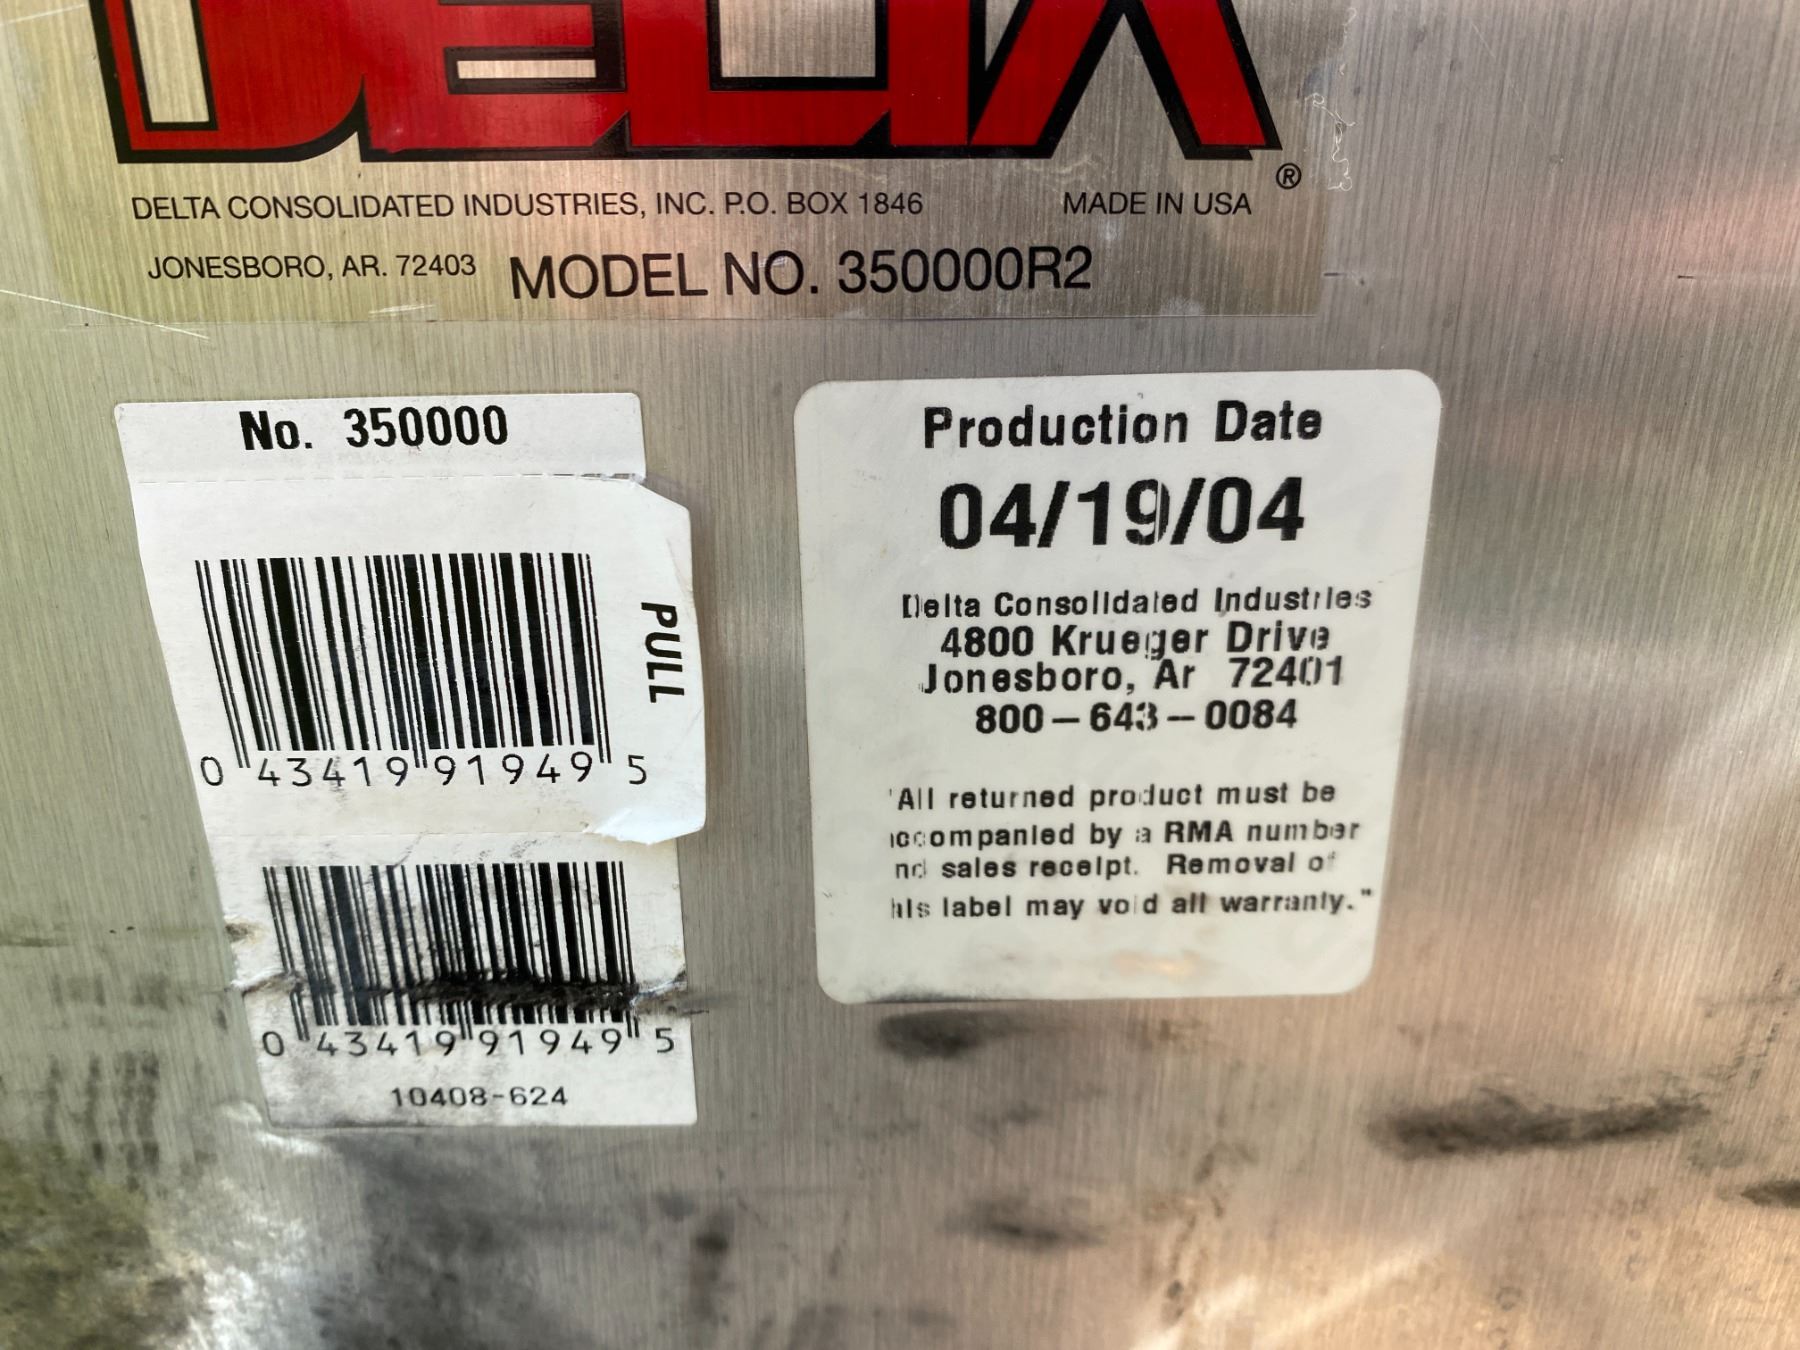 DELTA
®
DELTA CONSOLIDATED INDUSTRIES, INC. P.O. BOX 1846 MADE IN USA
JONESBORO, AR. 72403 MODEL NO. 350000R2
No. 350000
PULL
0 43419 91949 5
0 43419 91949 5
10408-624
Production Date
04/19/04
Delta Consolidated Industries
4800 Krueger Drive
Jonesboro, Ar 72401
800-643-0084
"All returned product must be
accompanied by a RMA number
and sales receipt. Removal of
this label may void all warranty."